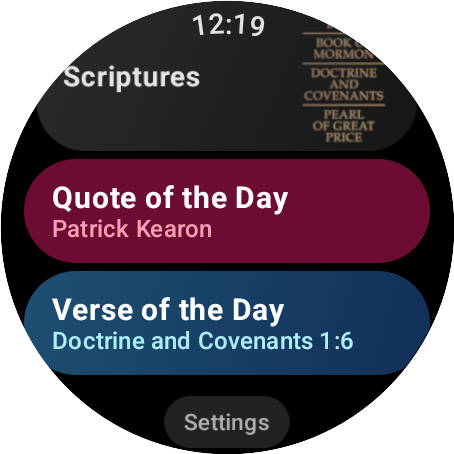 12:19
Scriptures
BOOK OF
MORMON
DOCTRINE
AND
COVENANTS
PEARL
OF GREAT
PRICE
Quote of the Day
Patrick Kearon
Verse of the Day
Doctrine and Covenants 1:6
Settings